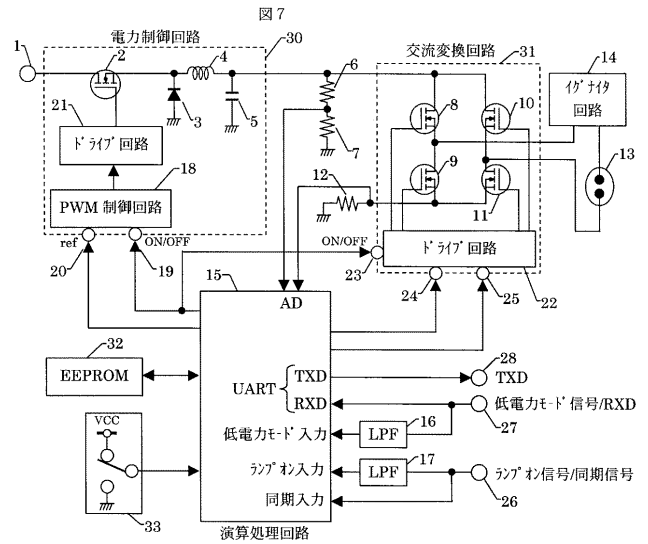 図7
電力制御回路
30
1
2
4
3
5
6
7
交流変換回路
31
14
ｲｸﾞﾅｲﾀ
回路
8
10
9
11
13
12
21
ﾄﾞﾗｲﾌﾞ回路
18
PWM 制御回路
ref
ON/OFF
20
19
ON/OFF
23
ﾄﾞﾗｲﾌﾞ回路
24
25
22
15
AD
32
EEPROM
UART
TXD
RXD
28
TXD
低電力ﾓｰﾄﾞ信号/RXD
27
低電力ﾓｰﾄﾞ入力
LPF
16
VCC
33
ﾗﾝﾌﾟｵﾝ入力
LPF
17
ﾗﾝﾌﾟｵﾝ信号/同期信号
26
同期入力
演算処理回路